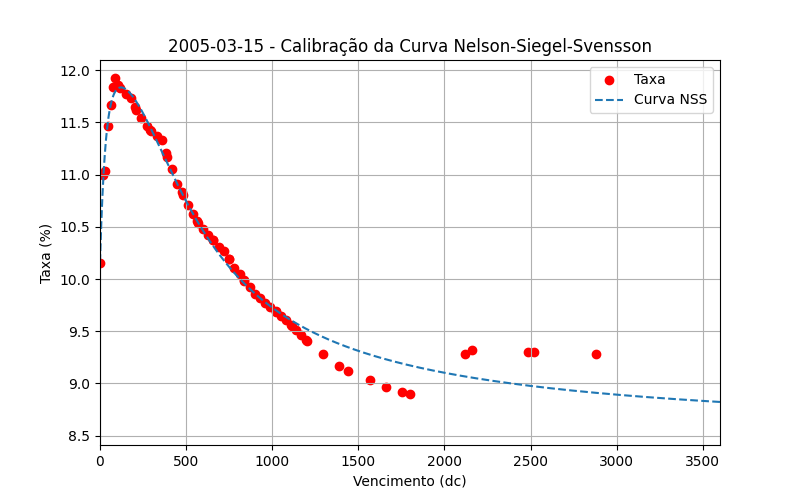 2005-03-15 - Calibração da Curva Nelson-Siegel-Svensson
Taxa
Curva NSS
Taxa (%)
12.0
11.5
11.0
10.5
10.0
9.5
9.0
8.5
0 500 1000 1500 2000 2500 3000 3500
Vencimento (dc)